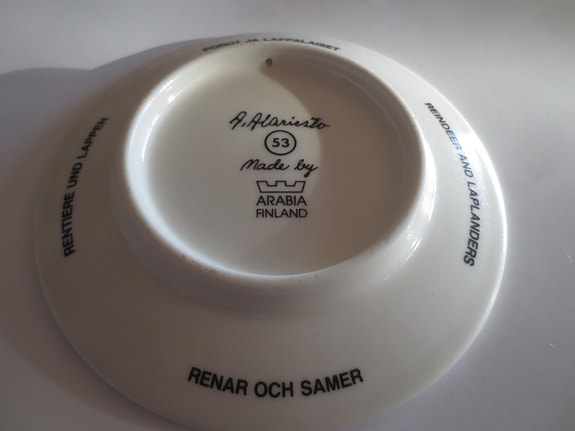 POROT JA LAPPALAISET
A. Alariesto
53
Made by
ARABIA
FINLAND
REINDEER AND LAPLANDERS
RENTIERE UND LAPPEN
RENAR OCH SAMER